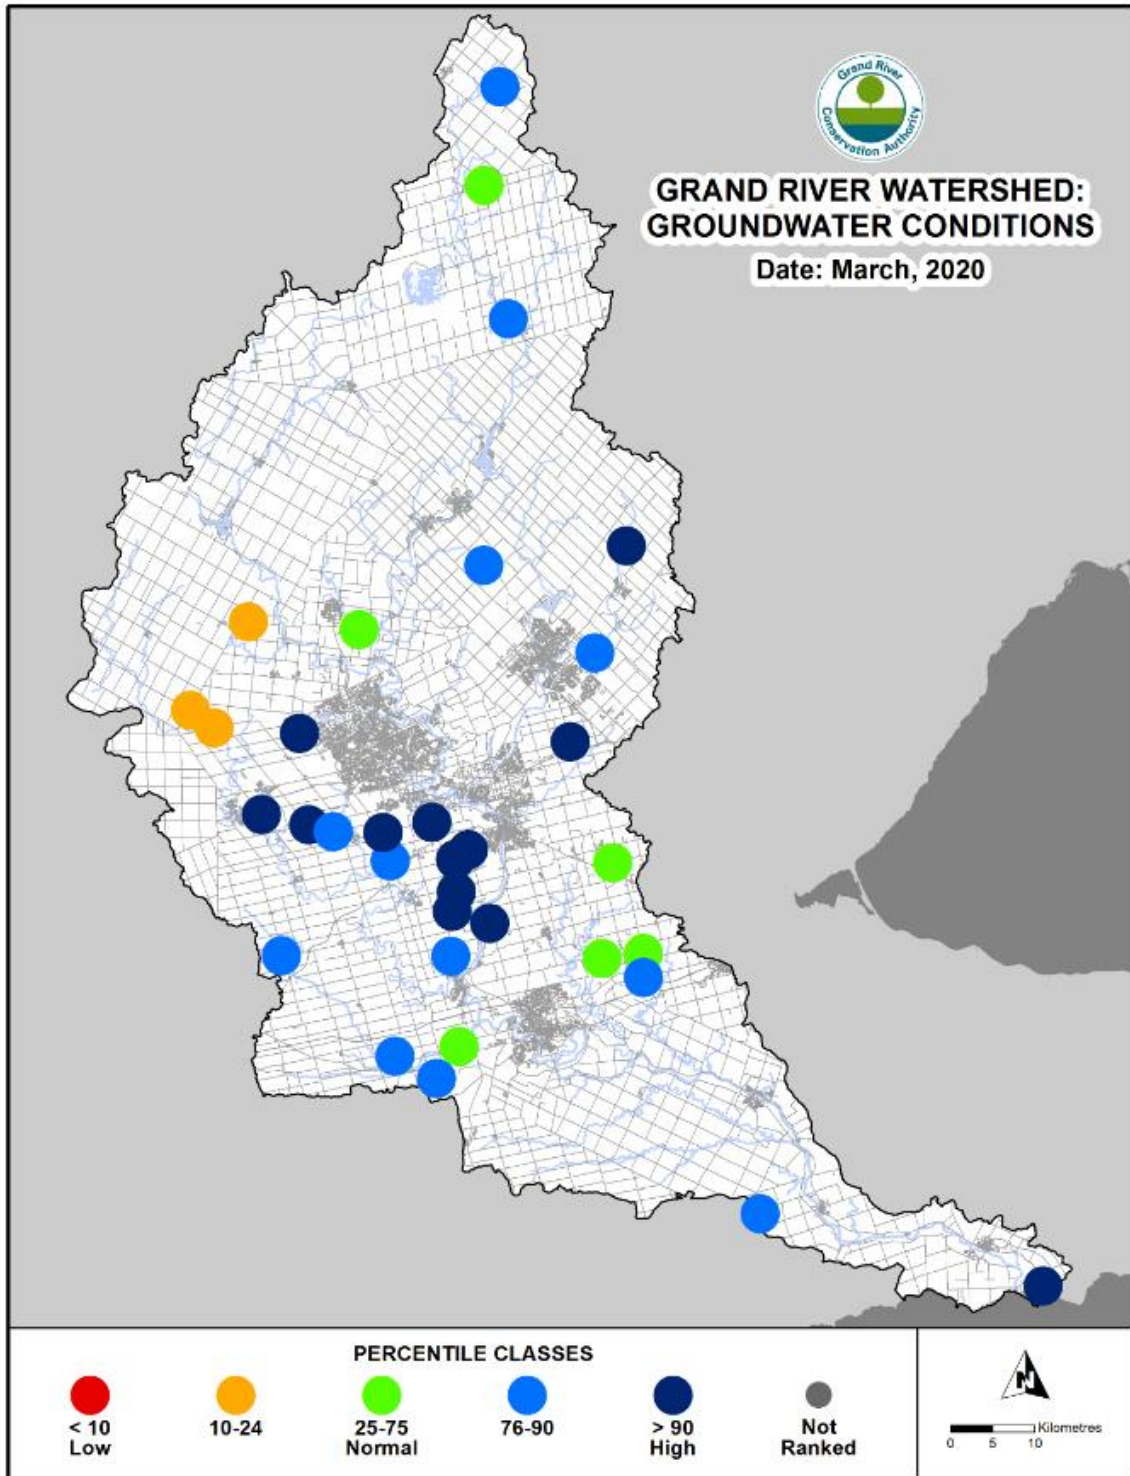 Grand River
Conservation Authority
GRAND RIVER WATERSHED:
GROUNDWATER CONDITIONS
Date: March, 2020
PERCENTILE CLASSES
< 10
Low
10-24
25-75
Normal
76-90
> 90
High
Not
Ranked
N
Kilometres
0 5 10